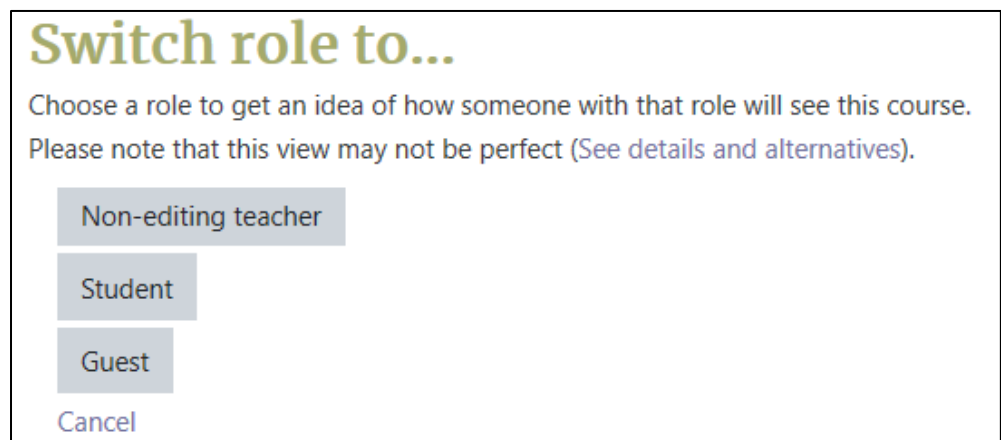 Switch role to...
Choose a role to get an idea of how someone with that role will see this course.
Please note that this view may not be perfect (See details and alternatives).
Non-editing teacher
Student
Guest
Cancel